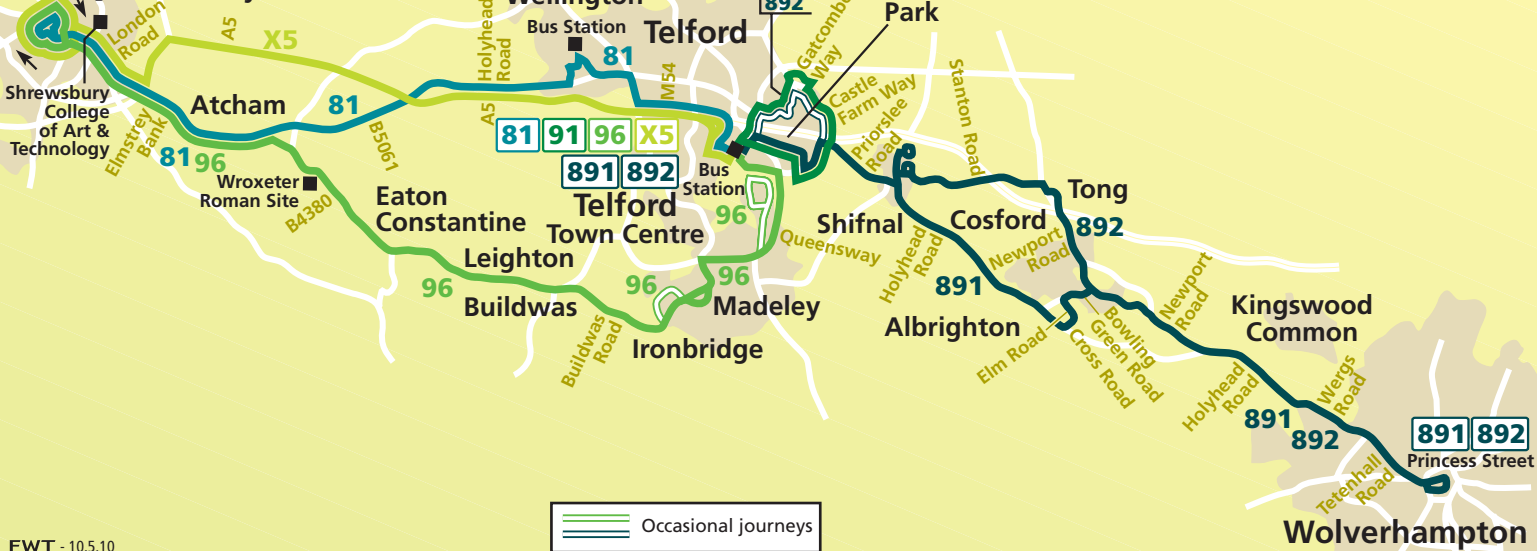 Wellington
Bus Station
Telford
892
Gatcombe
Way
Park
London
Road
A5
X5
Holyhead
Road
81
M54
Castle
Farm Way
Priorslee
Road
Stanton Road
Shrewsbury
College
of Art &
Technology
Atcham
81
A5
B5061
Elmstrey
Bank
81
96
81 91 96 X5
891 892
Bus
Station
Telford
Town Centre
Wroxeter
Roman Site
B4380
Eaton
Constantine
Leighton
96
Buildwas
Buildwas
Road
96
96
96
Queensway
Madeley
Ironbridge
Shifnal
Cosford
Tong
892
Newport
Road
Holyhead
Road
891
Albrighton
Elm Road
Cross Road
Bowling
Green Road
Newport
Road
Kingswood
Common
Holyhead
Road
Wergs
Road
891
892
891 892
Princess Street
Tetenhall
Road
Wolverhampton
Occasional journeys
FWT - 10.5.10